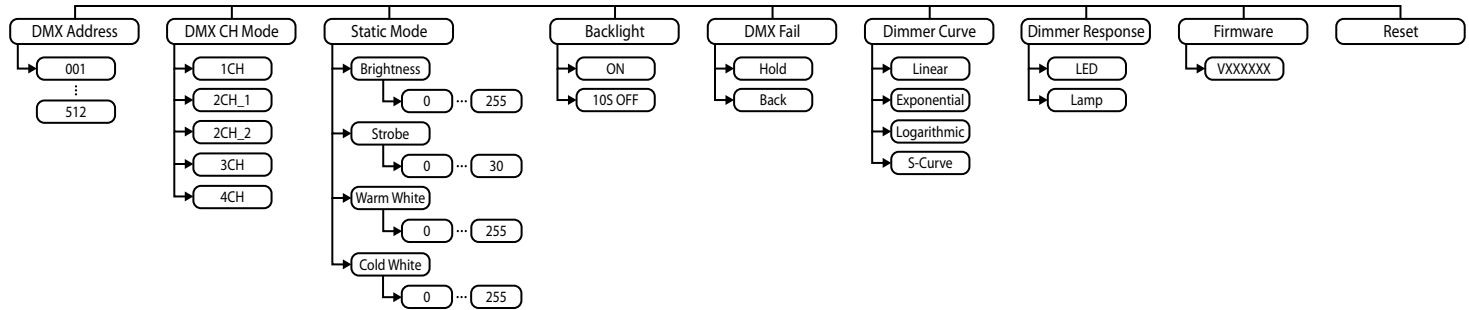 DMX Address
001
⋮
512
DMX CH Mode
1CH
2CH_1
2CH_2
3CH
4CH
Static Mode
Brightness
0 ... 255
Strobe
0 ... 30
Warm White
0 ... 255
Cold White
0 ... 255
Backlight
ON
10S OFF
DMX Fail
Hold
Back
Dimmer Curve
Linear
Exponential
Logarithmic
S-Curve
Dimmer Response
LED
Lamp
Firmware
VXXXXXX
Reset